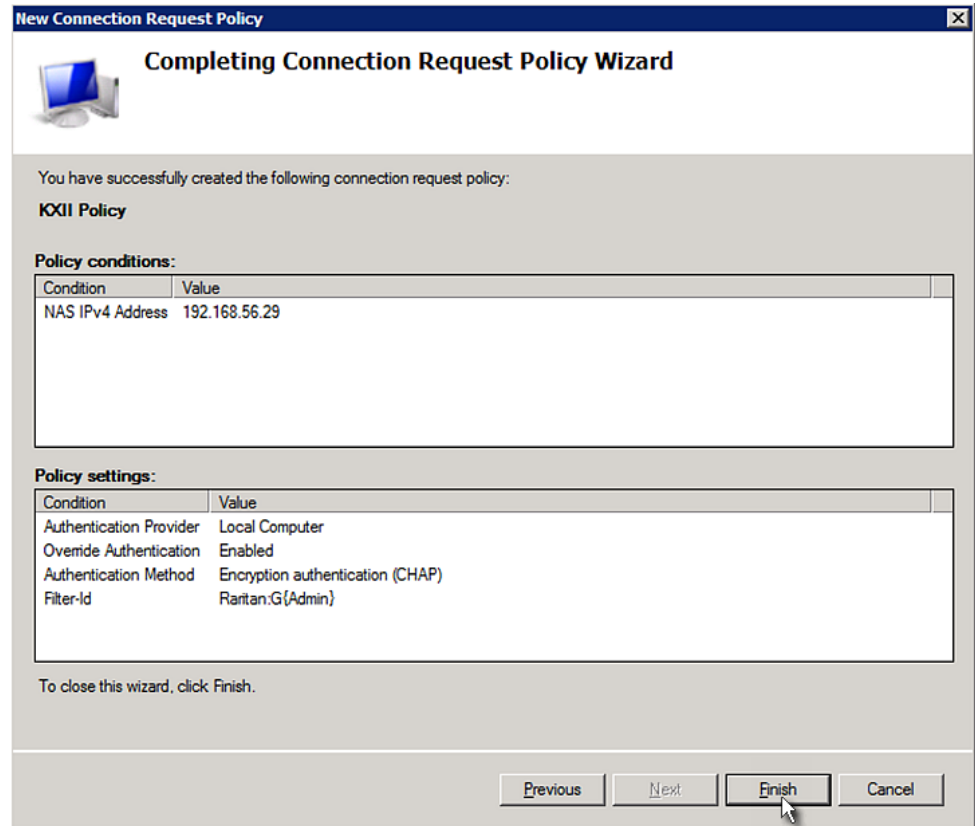 New Connection Request Policy
Completing Connection Request Policy Wizard
You have successfully created the following connection request policy:
KXII Policy
Policy conditions:
Condition Value
NAS IPv4 Address 192.168.56.29
Policy settings:
Condition Value
Authentication Provider Local Computer
Override Authentication Enabled
Authentication Method Encryption authentication (CHAP)
Filter-Id Raritan:G{Admin}
To close this wizard, click Finish.
Previous Next Finish Cancel